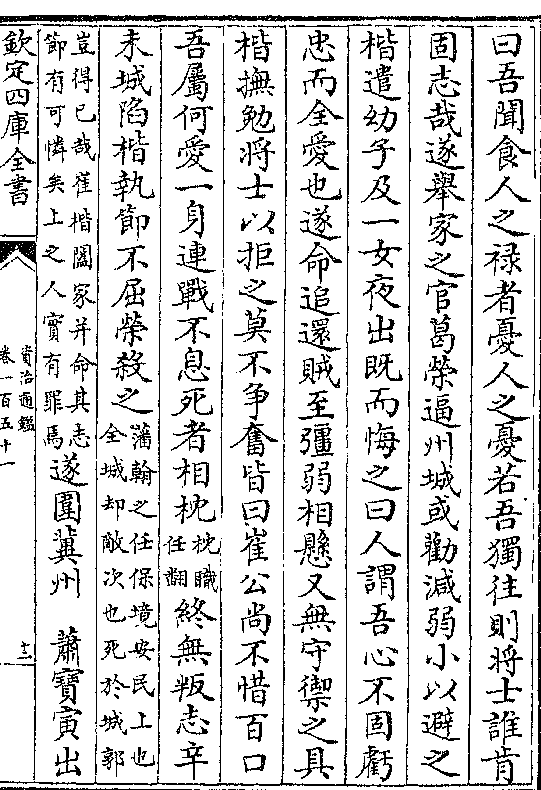 曰吾聞食人之禄者憂人之憂若吾獨往則將士誰肯
固志哉遂舉家之官葛榮逼州城或勸減弱小以避之
楷遣幼子及一女夜出既而悔之曰人謂吾心不固虧
忠而全愛也遂命追還賊至彊弱相懸又無守禦之具
楷撫勉將士以拒之莫不争奮皆曰崔公尚不惜百口
吾屬何愛一身連戰不息死者相枕
枕職
任翻
終無叛志辛
未城陷楷執節不屈榮殺之
藩翰之任保境安民上也
全城却敵次也死於城郭
豈得已哉崔楷闔家并命其志
節有可憐矣上之人實有罪焉
遂圍冀州 蕭寶寅出
欽定四庫全書
資治通鑑
卷一百五十一
十二